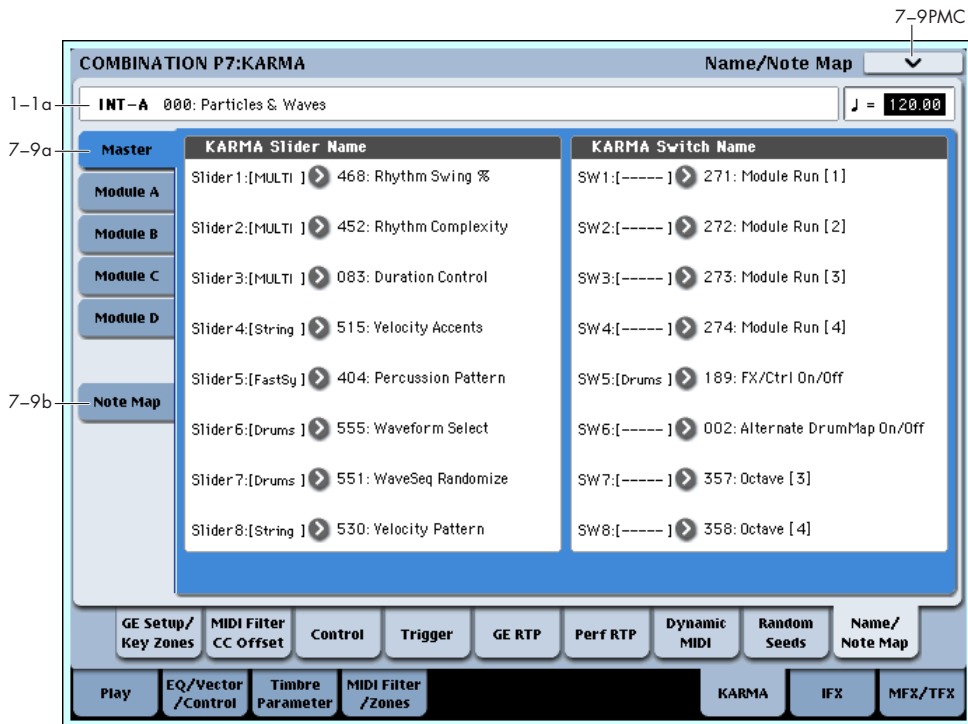 7–9PMC
COMBINATION P7:KARMA
Name/Note Map
1–1a
INT–A 000: Particles & Waves
♩ = 120.00
7–9a
Master
Module A
Module B
Module C
Module D
7–9b
Note Map
KARMA Slider Name
Slider1:[MULTI ] 468: Rhythm Swing %
Slider2:[MULTI ] 452: Rhythm Complexity
Slider3:[MULTI ] 083: Duration Control
Slider4:[String ] 515: Velocity Accents
Slider5:[FastSy ] 404: Percussion Pattern
Slider6:[Drums ] 555: Waveform Select
Slider7:[Drums ] 551: WaveSeq Randomize
Slider8:[String ] 530: Velocity Pattern
KARMA Switch Name
SW1:[----- ] 271: Module Run [1]
SW2:[----- ] 272: Module Run [2]
SW3:[----- ] 273: Module Run [3]
SW4:[----- ] 274: Module Run [4]
SW5:[Drums ] 189: FX/Ctrl On/Off
SW6:[----- ] 002: Alternate DrumMap On/Off
SW7:[----- ] 357: Octave [3]
SW8:[----- ] 358: Octave [4]
GE Setup/
Key Zones
MIDI Filter
CC Offset
Control
Trigger
GE RTP
Perf RTP
Dynamic
MIDI
Random
Seeds
Name/
Note Map
Play
EQ/Vector
/Control
Timbre
Parameter
MIDI Filter
/Zones
KARMA
IFX
MFX/TFX